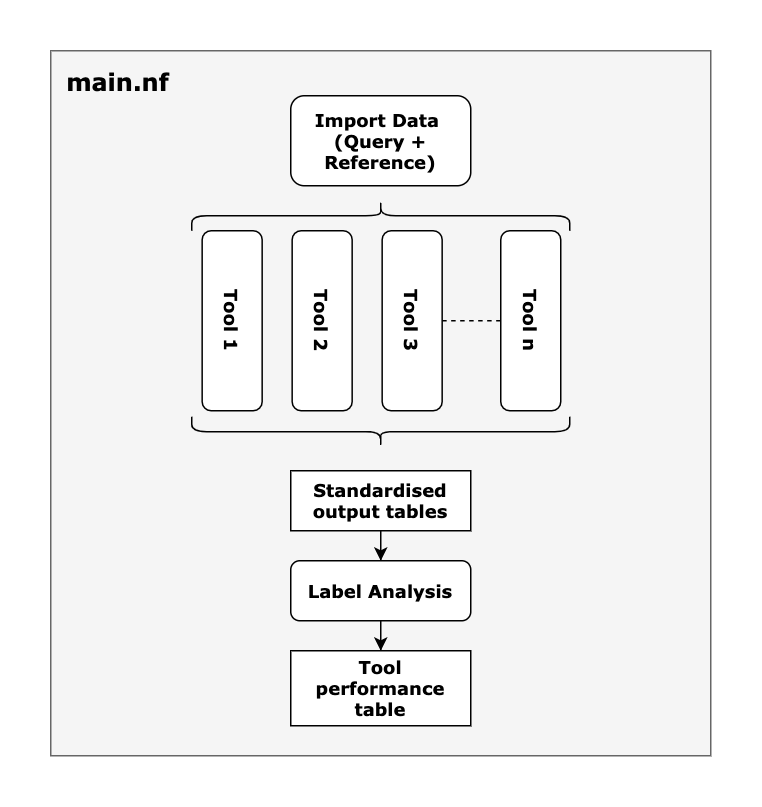 main.nf
Import Data
(Query +
Reference)
Tool 1
Tool 2
Tool 3
Tool n
Standardised
output tables
Label Analysis
Tool
performance
table